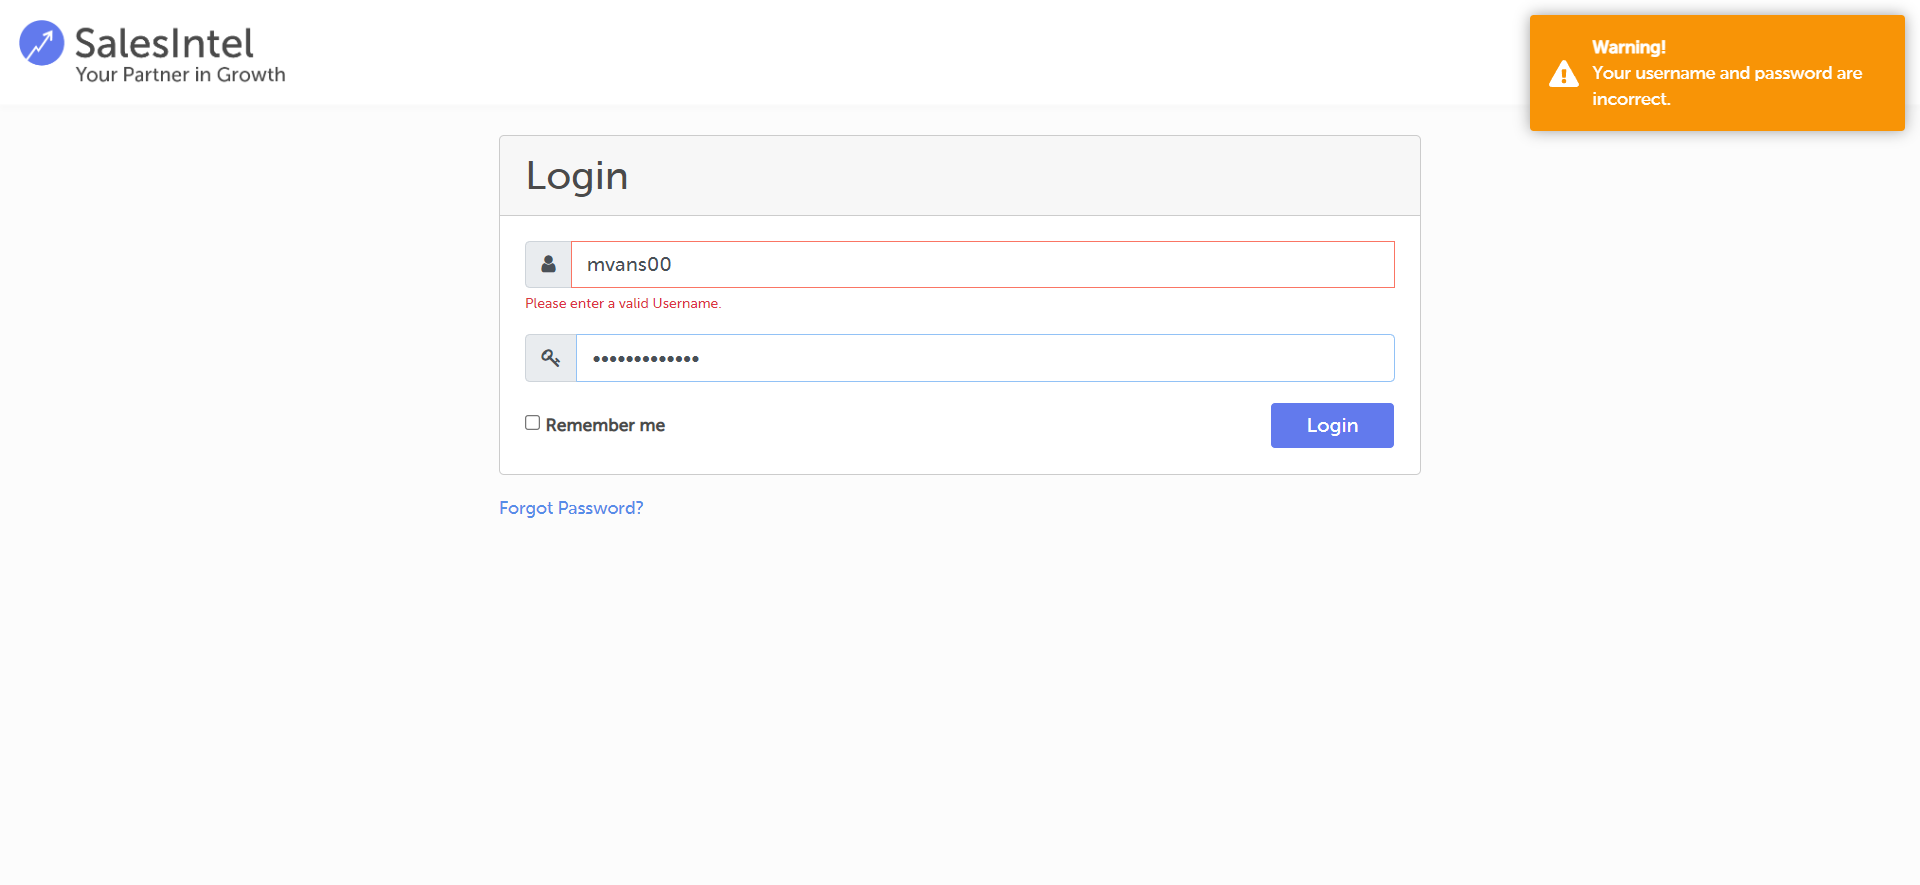 SalesIntel
Your Partner in Growth
Warning!
Your username and password are
incorrect.
Login
mvans00
Please enter a valid Username.
•••••••••••••
Remember me
Login
Forgot Password?